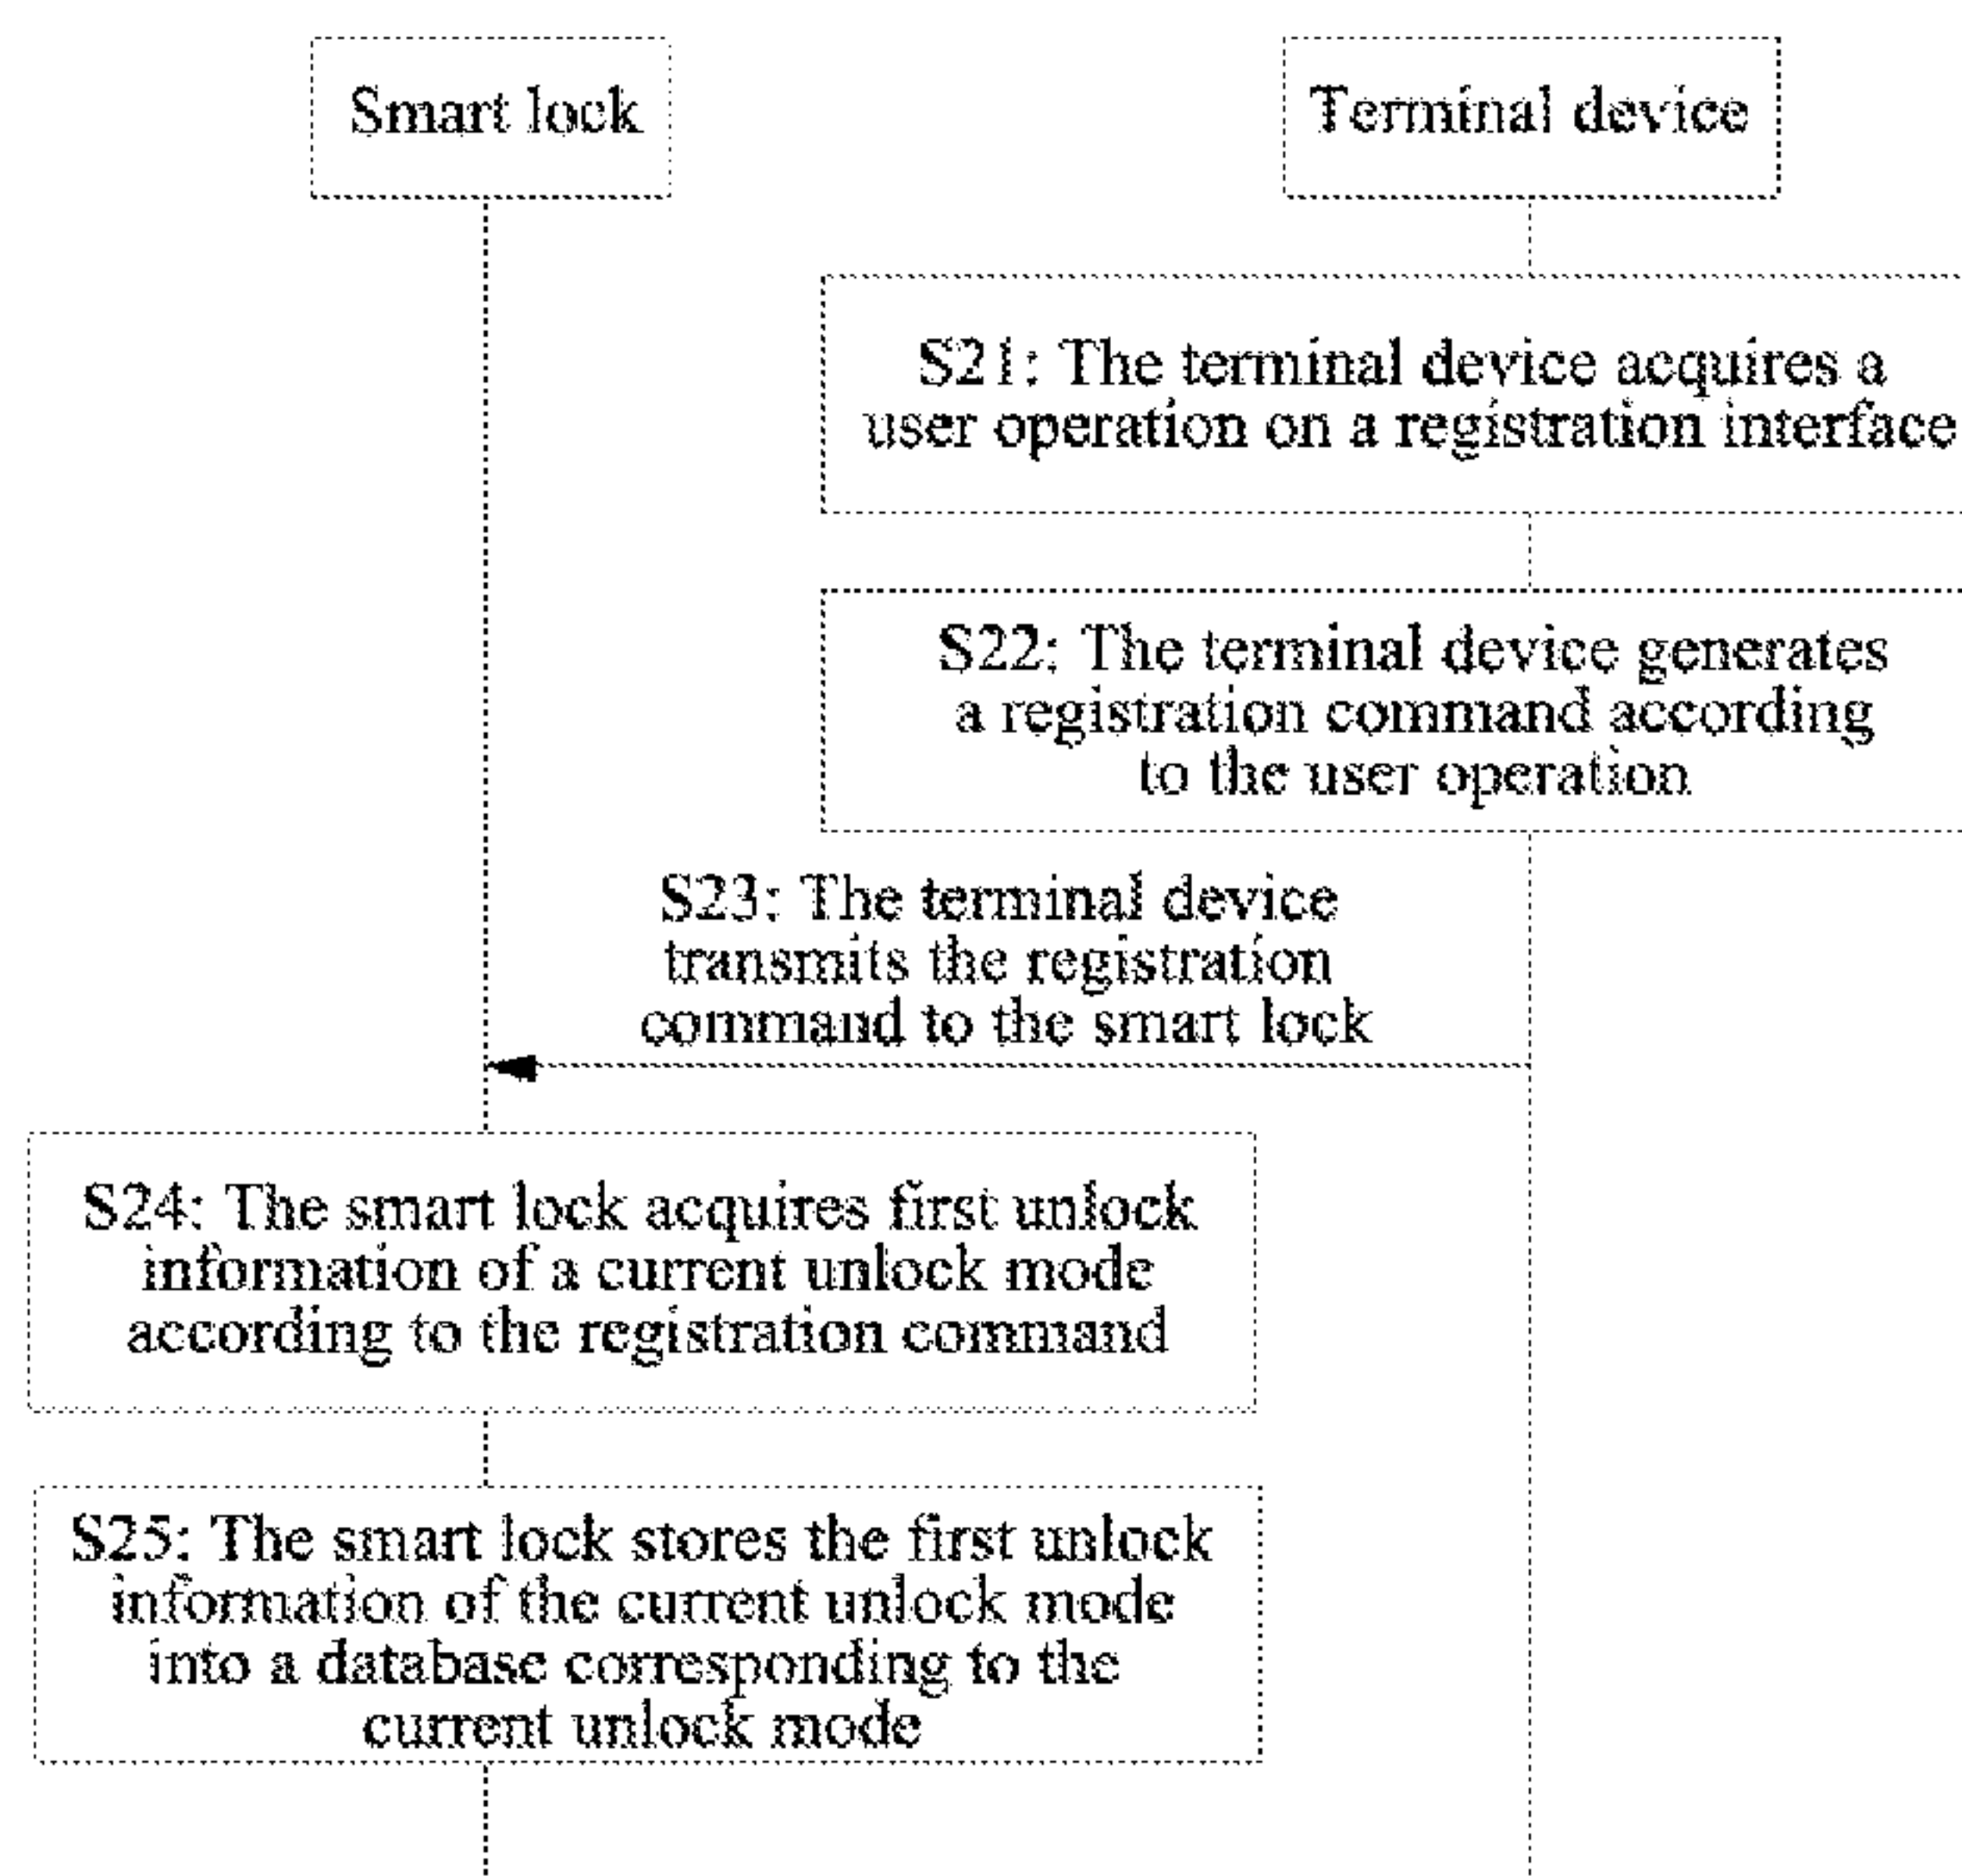 Smart lock
Terminal device
S21: The terminal device acquires a
user operation on a registration interface
S22: The terminal device generates
a registration command according
to the user operation
S23: The terminal device
transmits the registration
command to the smart lock
S24: The smart lock acquires first unlock
information of a current unlock mode
according to the registration command
S25: The smart lock stores the first unlock
information of the current unlock mode
into a database corresponding to the
current unlock mode